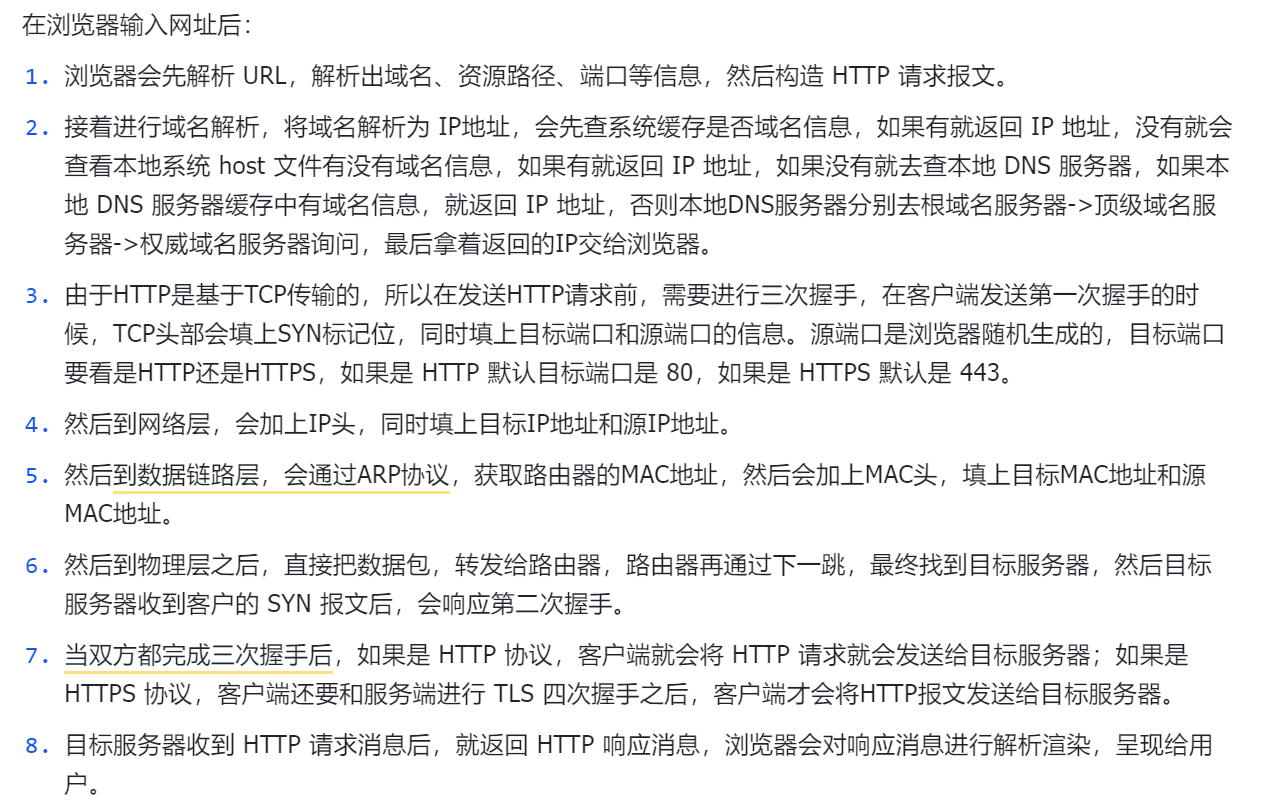 在浏览器输入网址后：
1. 浏览器会先解析 URL，解析出域名、资源路径、端口等信息，然后构造 HTTP 请求报文。
2. 接着进行域名解析，将域名解析为 IP地址，会先查系统缓存是否域名信息，如果有就返回 IP 地址，没有就会
查看本地系统 host 文件有没有域名信息，如果有就返回 IP 地址，如果没有就去查本地 DNS 服务器，如果本
地 DNS 服务器缓存中有域名信息，就返回 IP 地址，否则本地DNS服务器分别去根域名服务器->顶级域名服
务器->权威域名服务器询问，最后拿着返回的IP交给浏览器。
3. 由于HTTP是基于TCP传输的，所以在发送HTTP请求前，需要进行三次握手，在客户端发送第一次握手的时
候，TCP头部会填上SYN标记位，同时填上目标端口和源端口的信息。源端口是浏览器随机生成的，目标端口
要看是HTTP还是HTTPS，如果是 HTTP 默认目标端口是 80，如果是 HTTPS 默认是 443。
4. 然后到网络层，会加上IP头，同时填上目标IP地址和源IP地址。
5. 然后到数据链路层，会通过ARP协议，获取路由器的MAC地址，然后会加上MAC头，填上目标MAC地址和源
MAC地址。
6. 然后到物理层之后，直接把数据包，转发给路由器，路由器再通过下一跳，最终找到目标服务器，然后目标
服务器收到客户的 SYN 报文后，会响应第二次握手。
7. 当双方都完成三次握手后，如果是 HTTP 协议，客户端就会将 HTTP 请求就会发送给目标服务器；如果是
HTTPS 协议，客户端还要和服务端进行 TLS 四次握手之后，客户端才会将HTTP报文发送给目标服务器。
8. 目标服务器收到 HTTP 请求消息后，就返回 HTTP 响应消息，浏览器会对响应消息进行解析渲染，呈现给用
户。